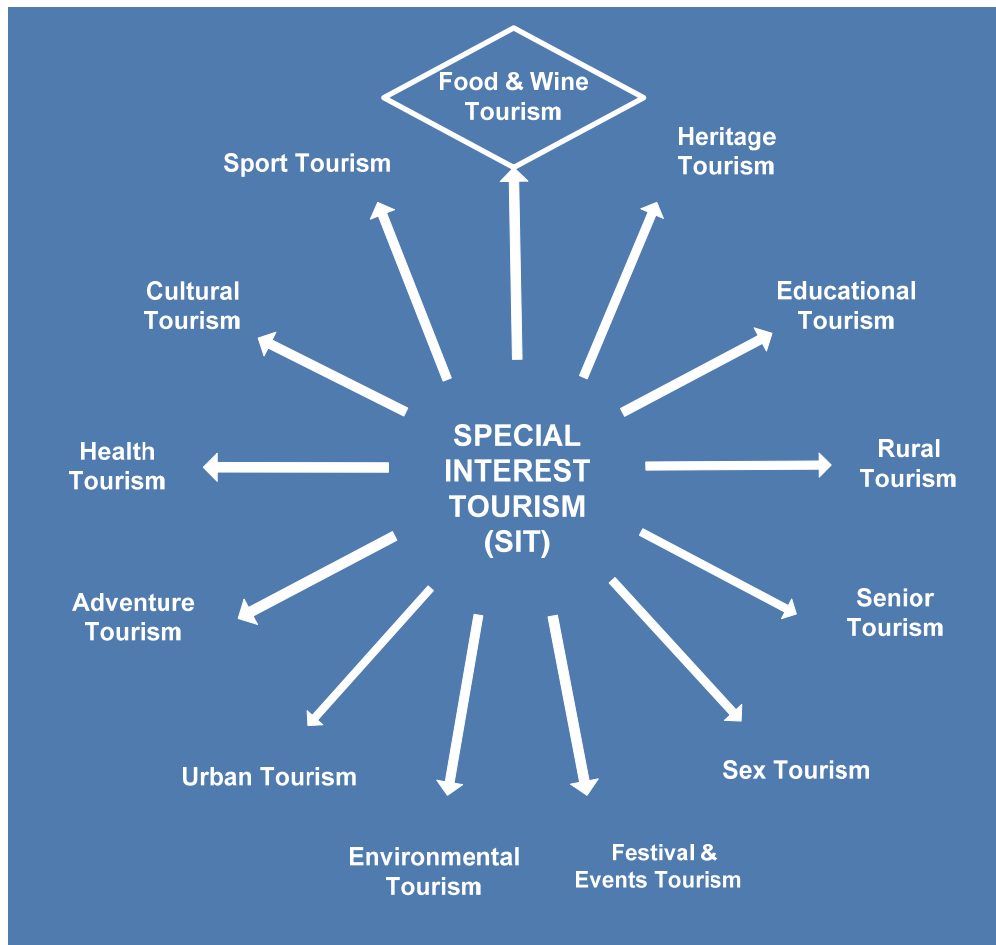 Food & Wine
Tourism
Sport Tourism
Heritage
Tourism
Cultural
Tourism
Educational
Tourism
SPECIAL
INTEREST
TOURISM
(SIT)
Health
Tourism
Rural
Tourism
Adventure
Tourism
Senior
Tourism
Urban Tourism
Sex Tourism
Environmental
Tourism
Festival &
Events Tourism